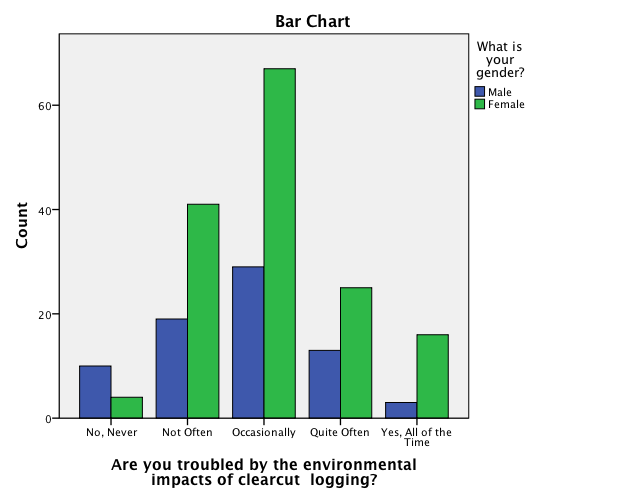 Bar Chart
What is
your
gender?
Male
Female
Count
60
40
20
0
No, Never
Not Often
Occasionally
Quite Often
Yes, All of the
Time
Are you troubled by the environmental
impacts of clearcut  logging?